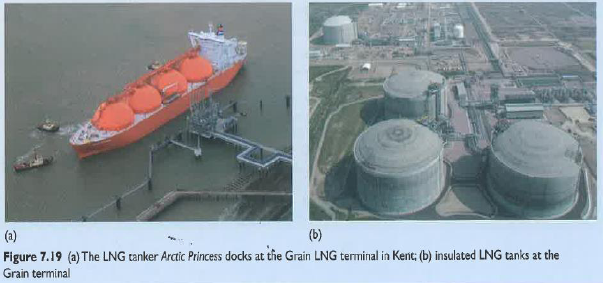 (a)
(b)
Figure 7.19 (a) The LNG tanker Arctic Princess docks at the Grain LNG terminal in Kent; (b) insulated LNG tanks at the
Grain terminal